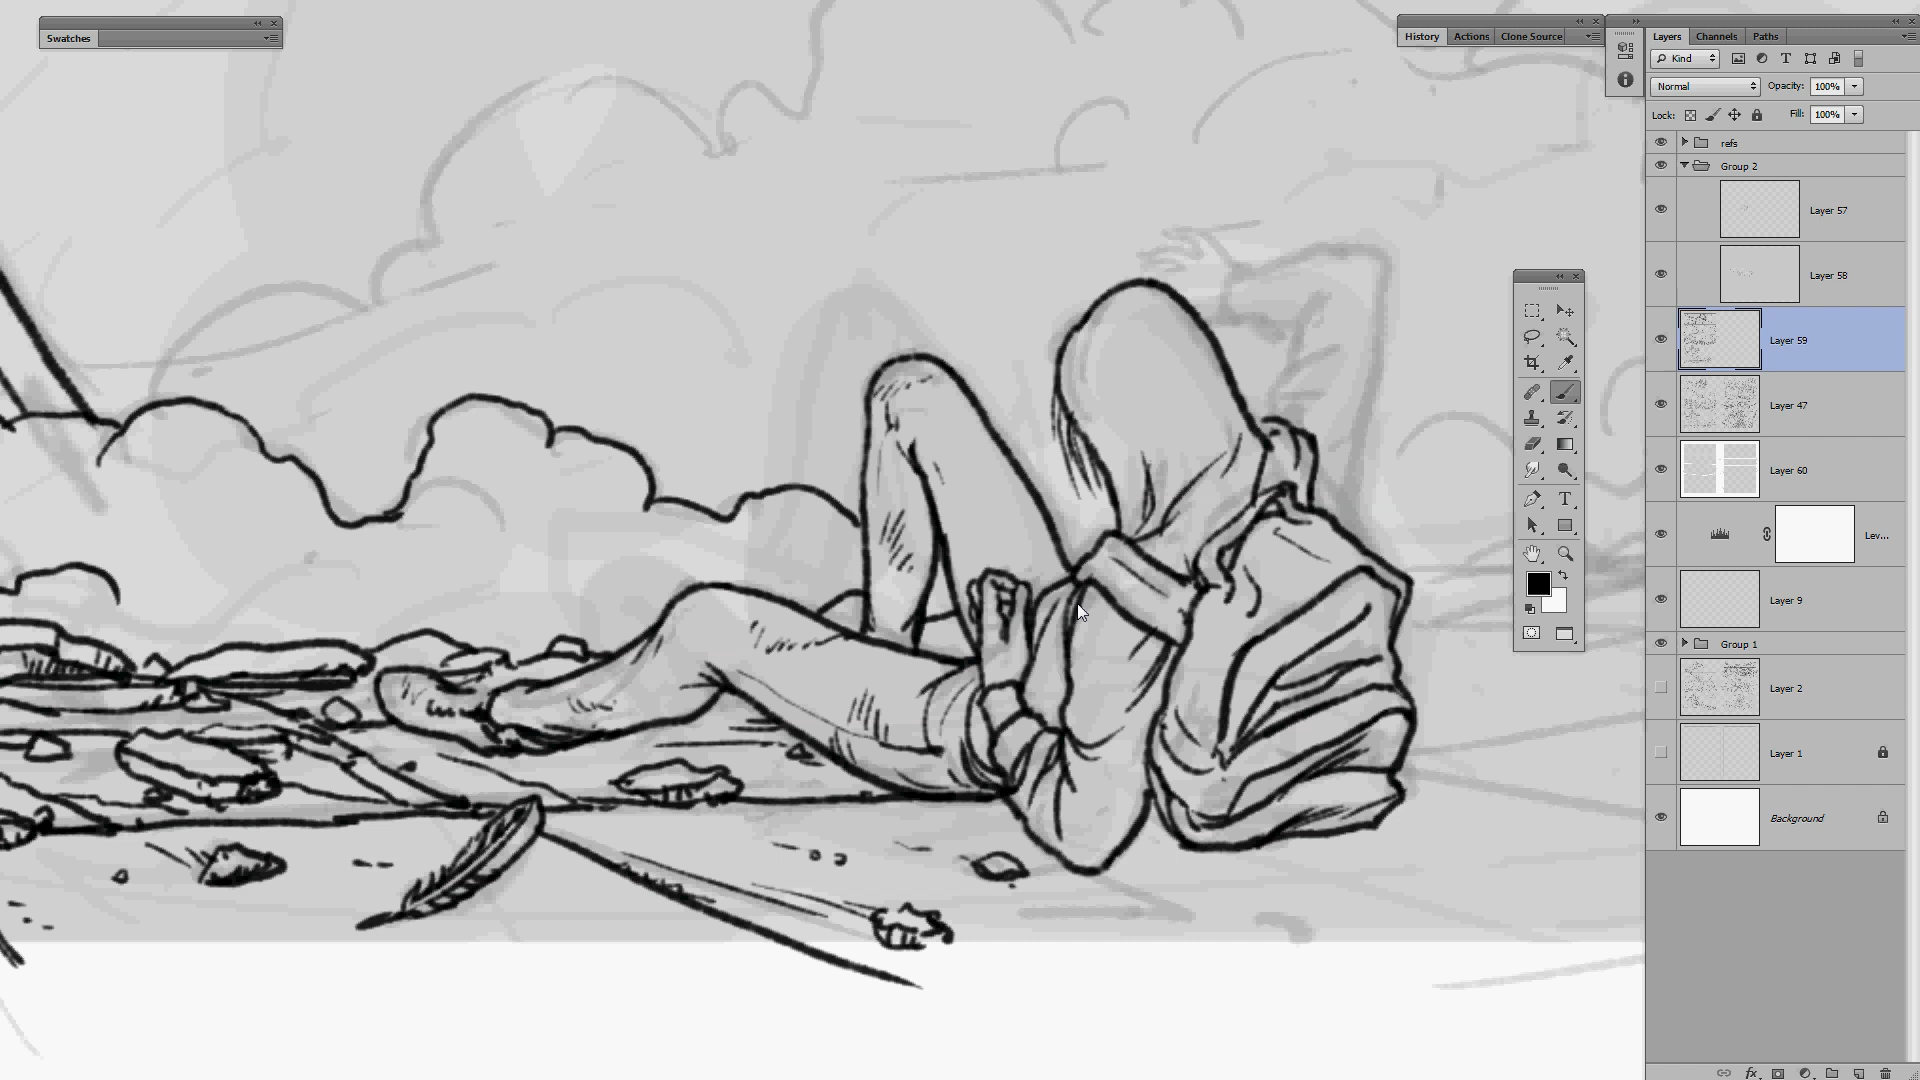 Swatches
History Actions Clone Source
Layers Channels Paths
Kind
Normal Opacity: 100%
Lock: Fill: 100%
refs
Group 2
Layer 57
Layer 58
Layer 59
Layer 47
Layer 60
Lev...
Layer 9
Group 1
Layer 2
Layer 1
Background
T
T
fx